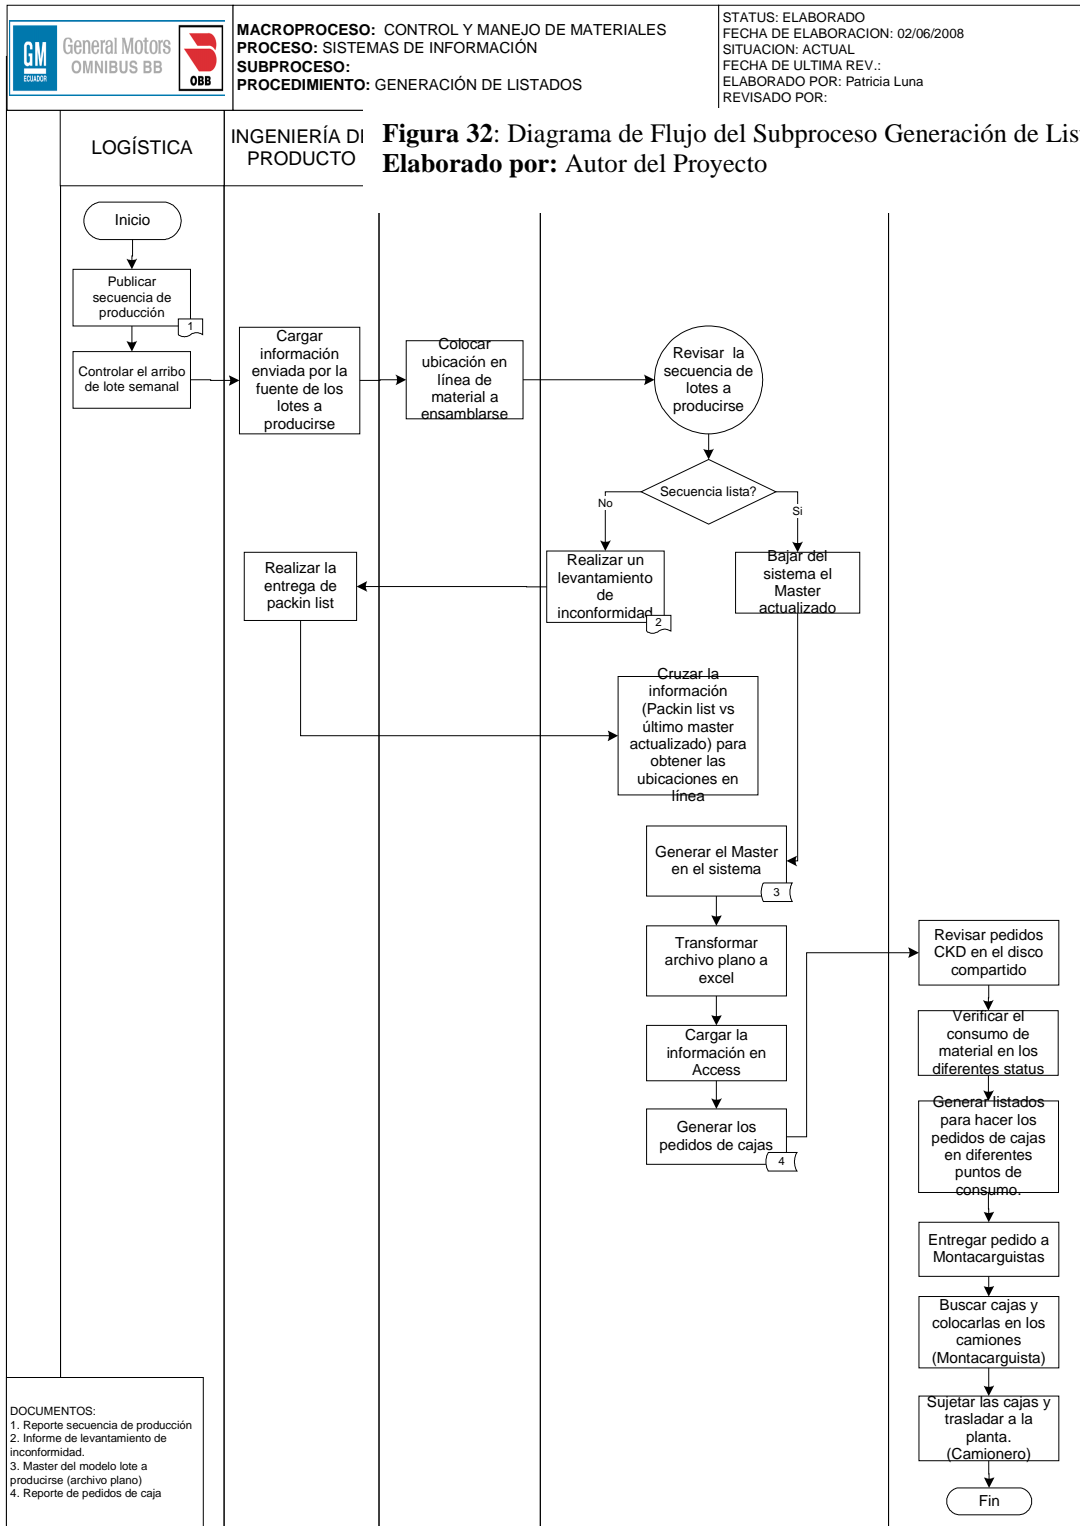 GM
ECUADOR
General Motors
OMNIBUS BB
OBB
MACROPROCESO: CONTROL Y MANEJO DE MATERIALES
PROCESO: SISTEMAS DE INFORMACIÓN
SUBPROCESO:
PROCEDIMIENTO: GENERACIÓN DE LISTADOS
STATUS: ELABORADO
FECHA DE ELABORACION: 02/06/2008
SITUACION: ACTUAL
FECHA DE ULTIMA REV.:
ELABORADO POR: Patricia Luna
REVISADO POR:
LOGÍSTICA
INGENIERÍA DE
PRODUCTO
Figura 32: Diagrama de Flujo del Subproceso Generación de Lis
Elaborado por: Autor del Proyecto
Inicio
Publicar
secuencia de
producción
1
Controlar el arribo
de lote semanal
Cargar
información
enviada por la
fuente de los
lotes a
producirse
Colocar
ubicación en
línea de
material a
ensamblarse
Revisar la
secuencia de
lotes a
producirse
Secuencia lista?
No
Si
Realizar un
levantamiento
de
inconformidad
2
Bajar del
sistema el
Master
actualizado
Realizar la
entrega de
packin list
Cruzar la
información
(Packin list vs
último master
actualizado) para
obtener las
ubicaciones en
línea
Generar el Master
en el sistema
3
Transformar
archivo plano a
excel
Cargar la
información en
Access
Generar los
pedidos de cajas
4
Revisar pedidos
CKD en el disco
compartido
Verificar el
consumo de
material en los
diferentes status
Generar listados
para hacer los
pedidos de cajas
en diferentes
puntos de
consumo.
Entregar pedido a
Montacarguistas
Buscar cajas y
colocarlas en los
camiones
(Montacarguista)
Sujetar las cajas y
trasladar a la
planta.
(Camionero)
Fin
DOCUMENTOS:
1. Reporte secuencia de producción
2. Informe de levantamiento de
inconformidad.
3. Master del modelo lote a
producirse (archivo plano)
4. Reporte de pedidos de caja